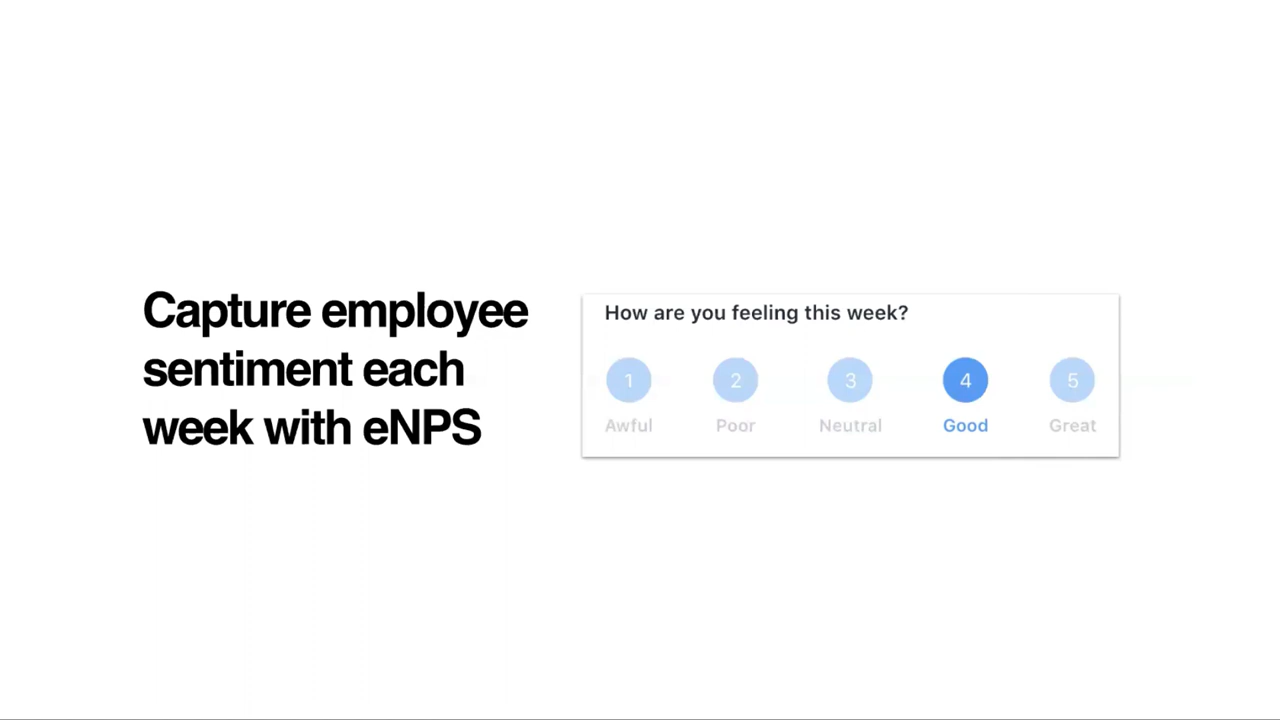 Capture employee
sentiment each
week with eNPS
How are you feeling this week?
1 2 3 4 5
Awful Poor Neutral Good Great